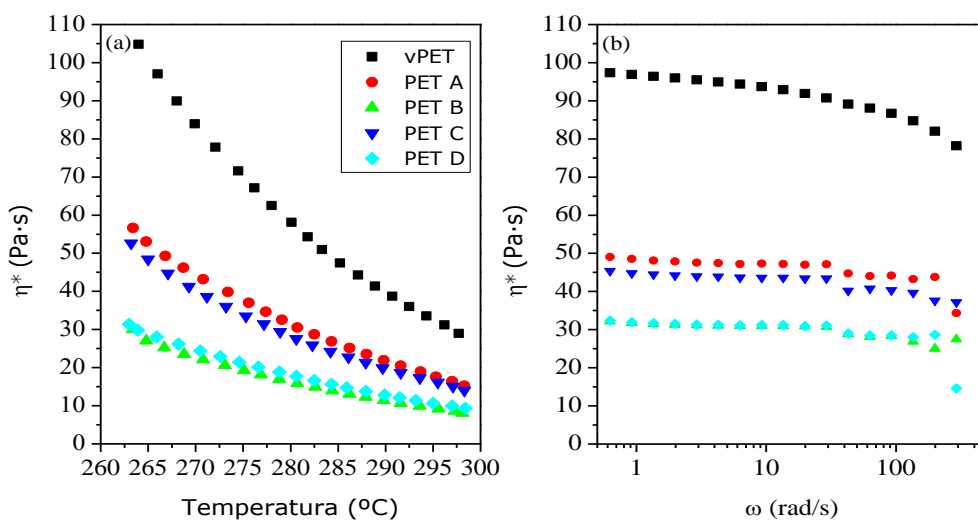 110
100
90
80
70
60
50
40
30
20
10
0
η* (Pa·s)
(a)
vPET
PET A
PET B
PET C
PET D
260 265 270 275 280 285 290 295 300
Temperatura (ºC)
110
100
90
80
70
60
50
40
30
20
10
0
η* (Pa·s)
(b)
1 10 100
ω (rad/s)